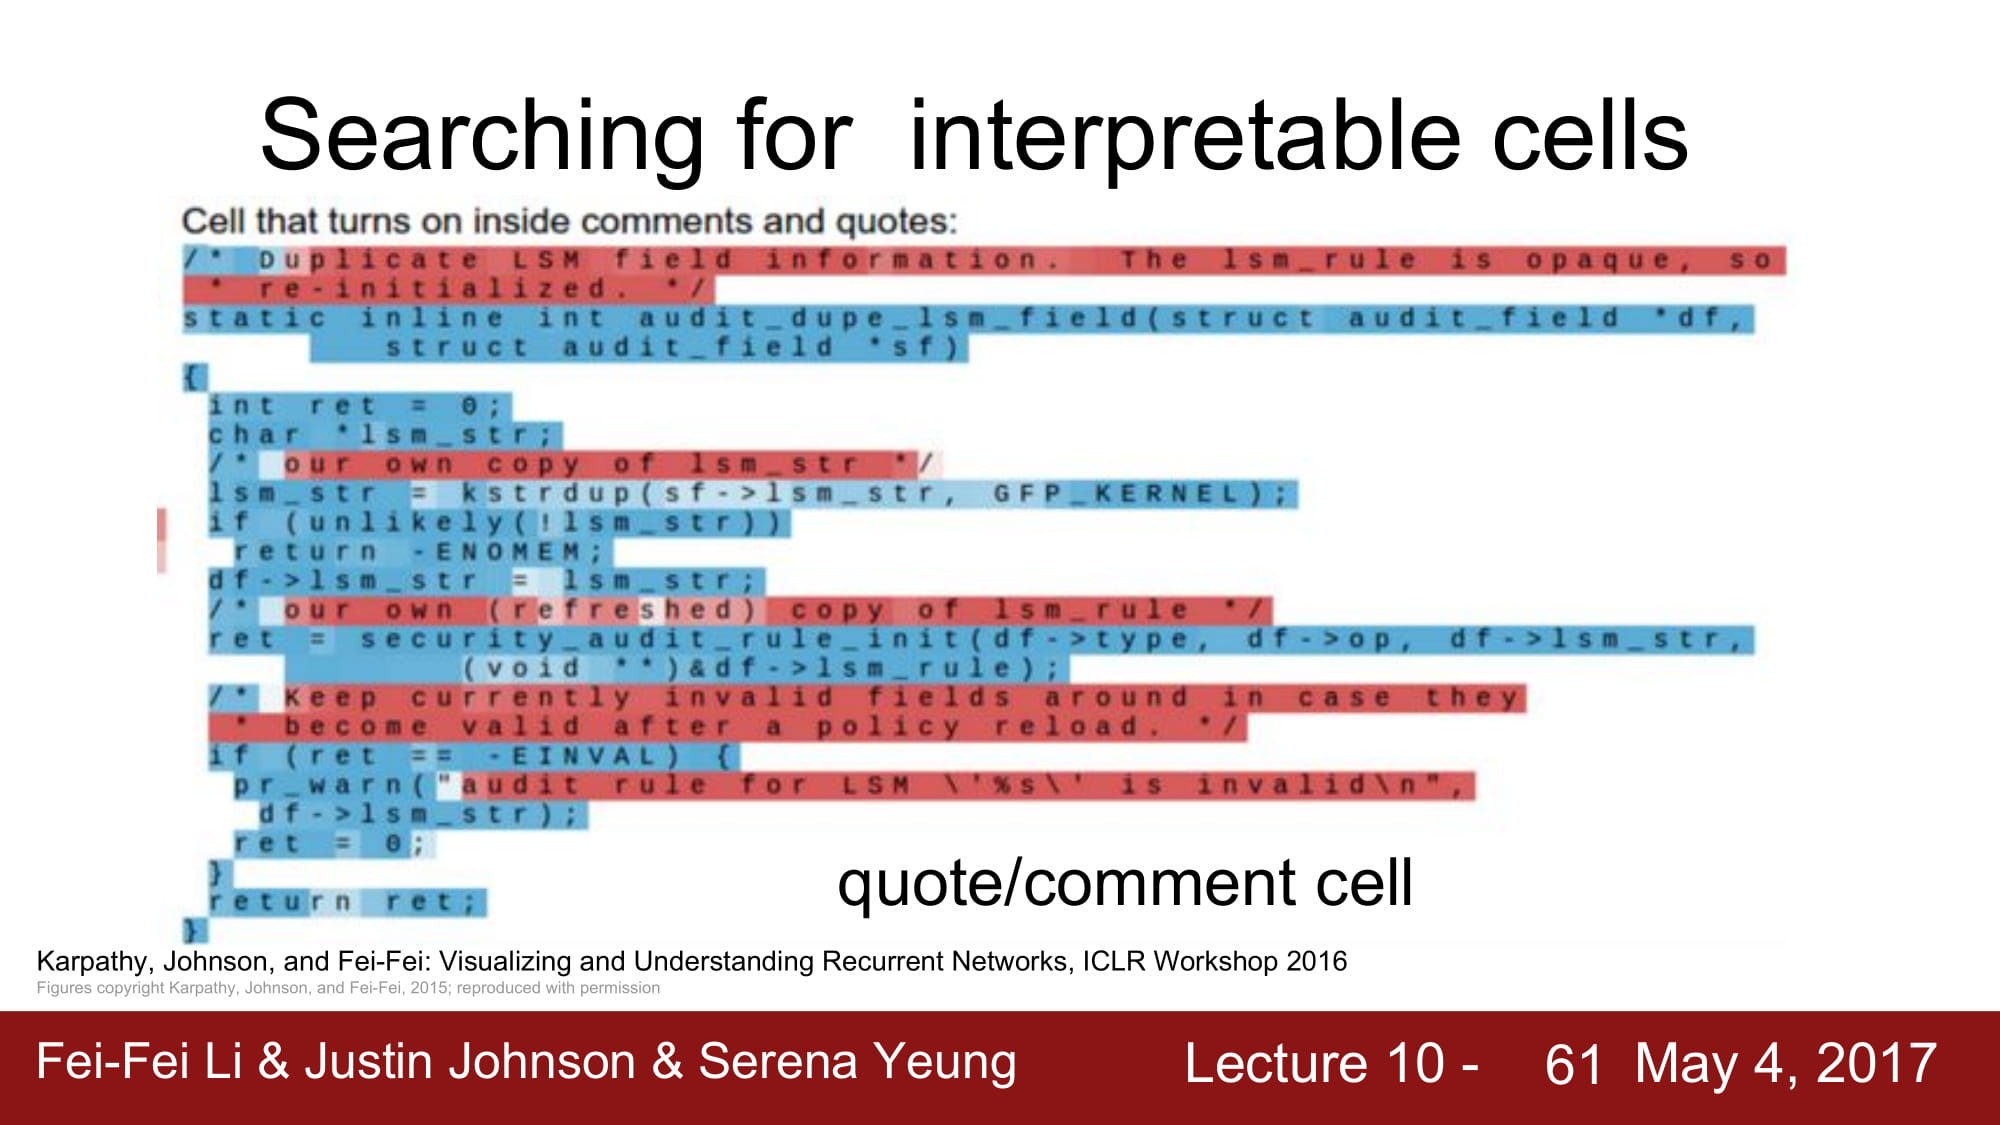 Searching for interpretable cells
Cell that turns on inside comments and quotes:
/* Duplicate LSM field information. The lsm_rule is opaque, so
 * re-initialized. */
static inline int audit_dupe_lsm_field(struct audit_field *df,
        struct audit_field *sf)
{
 int ret = 0;
 char *lsm_str;
 /* our own copy of lsm_str */
 lsm_str = kstrdup(sf->lsm_str, GFP_KERNEL);
 if (unlikely(!lsm_str))
  return -ENOMEM;
 df->lsm_str = lsm_str;
 /* our own (refreshed) copy of lsm_rule */
 ret = security_audit_rule_init(df->type, df->op, df->lsm_str,
           (void **)&df->lsm_rule);
 /* Keep currently invalid fields around in case they
  * become valid after a policy reload. */
 if (ret == -EINVAL) {
  pr_warn("audit rule for LSM \'%s\' is invalid\n",
   df->lsm_str);
  ret = 0;
 }
 return ret;
}
quote/comment cell
Karpathy, Johnson, and Fei-Fei: Visualizing and Understanding Recurrent Networks, ICLR Workshop 2016
Figures copyright Karpathy, Johnson, and Fei-Fei, 2015; reproduced with permission
Fei-Fei Li & Justin Johnson & Serena Yeung Lecture 10 - 61 May 4, 2017